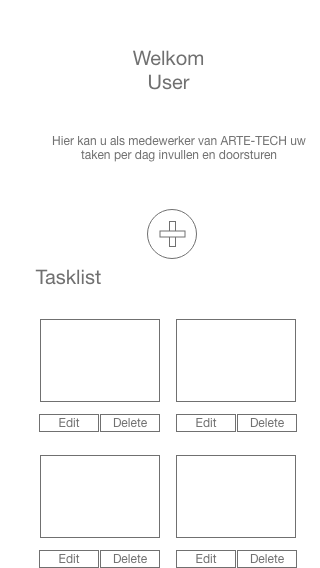 Welkom
User
Hier kan u als medewerker van ARTE-TECH uw
taken per dag invullen en doorsturen
Tasklist
Edit Delete Edit Delete
Edit Delete Edit Delete